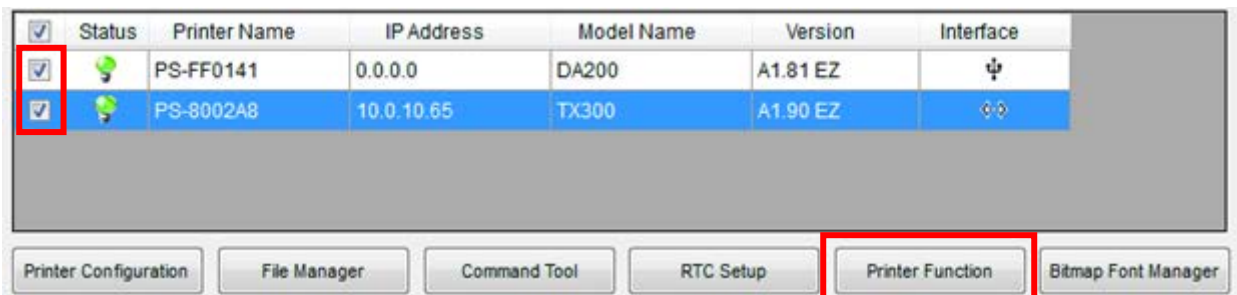 Status Printer Name IP Address Model Name Version Interface
PS-FF0141 0.0.0.0 DA200 A1.81 EZ
PS-8002A8 10.0.10.65 TX300 A1.90 EZ
Printer Configuration File Manager Command Tool RTC Setup Printer Function Bitmap Font Manager